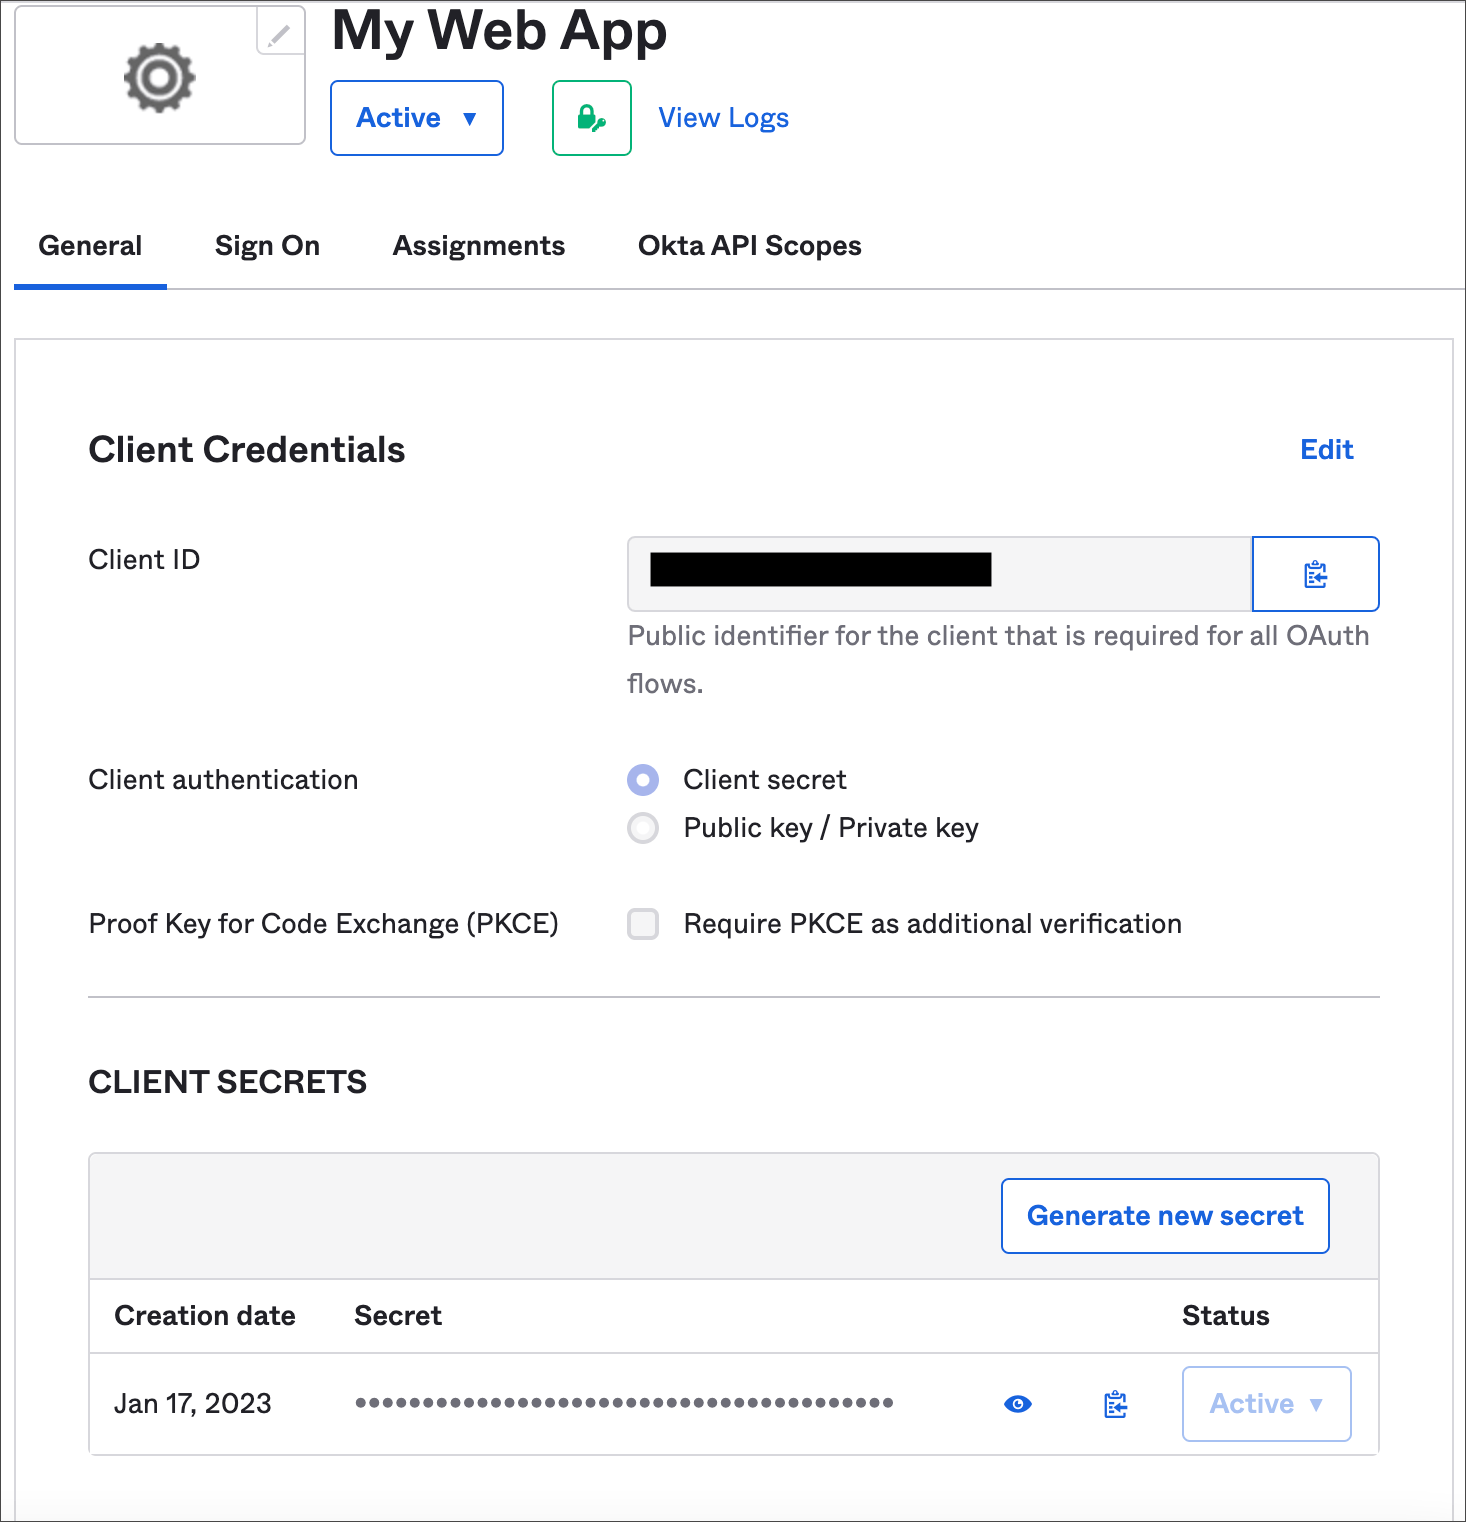 My Web App
Active ▼
View Logs
General
Sign On
Assignments
Okta API Scopes
Client Credentials
Edit
Client ID
Public identifier for the client that is required for all OAuth
flows.
Client authentication
Client secret
Public key / Private key
Proof Key for Code Exchange (PKCE)
Require PKCE as additional verification
CLIENT SECRETS
Generate new secret
Creation date
Secret
Status
Jan 17, 2023
••••••••••••••••••••••••••••••••••••••••
Active ▼